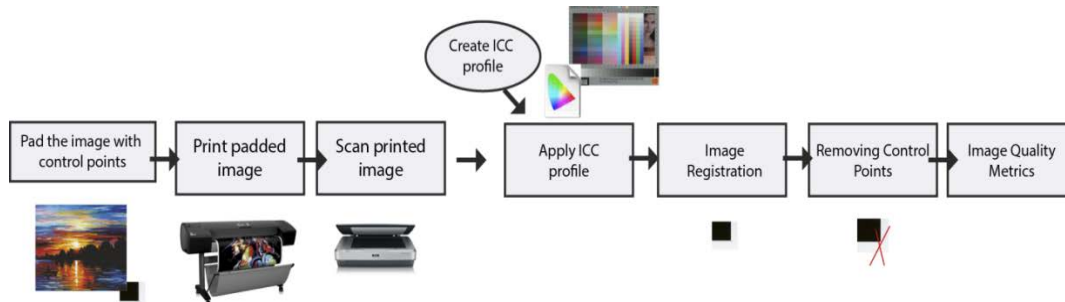 Create ICC
profile
Pad the image with
control points
Print padded
image
Scan printed
image
Apply ICC
profile
Image
Registration
Removing Control
Points
Image Quality
Metrics